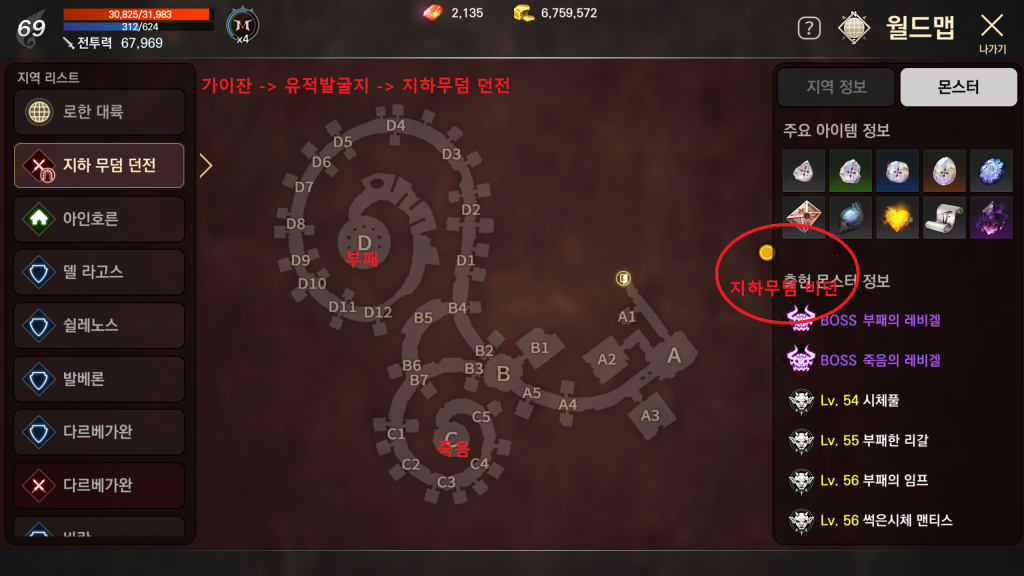 69
30,825/31,983
312/624
전투력 67,969
x4
2,135
6,759,572
?
월드맵
나가기
지역 리스트
로한 대륙
지하 무덤 던전
아인호른
델 라고스
쉴레노스
발베론
다르베가완
다르베가완
가이잔 -> 유적발굴지 -> 지하무덤 던전
D4
D5
D3
D6
D7
D2
D8
D
부패
D9
D1
D10
D11
D12
B4
B5
A1
B2
B1
A2
A
B6
B3
B
B7
A5
A4
A3
C5
C1
C
죽음
C2
C4
C3
지역 정보
몬스터
주요 아이템 정보
출현 몬스터 정보
지하무덤 비던
BOSS 부패의 레비겔
BOSS 죽음의 레비겔
Lv. 54 시체풀
Lv. 55 부패한 리갈
Lv. 56 부패의 임프
Lv. 56 썩은시체 맨티스